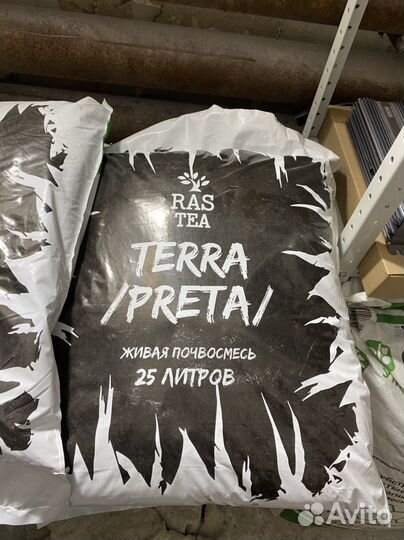 RAS
TEA
TERRA
/PRETA/
ЖИВАЯ ПОЧВОСМЕСЬ
25 ЛИТРОВ
Avito